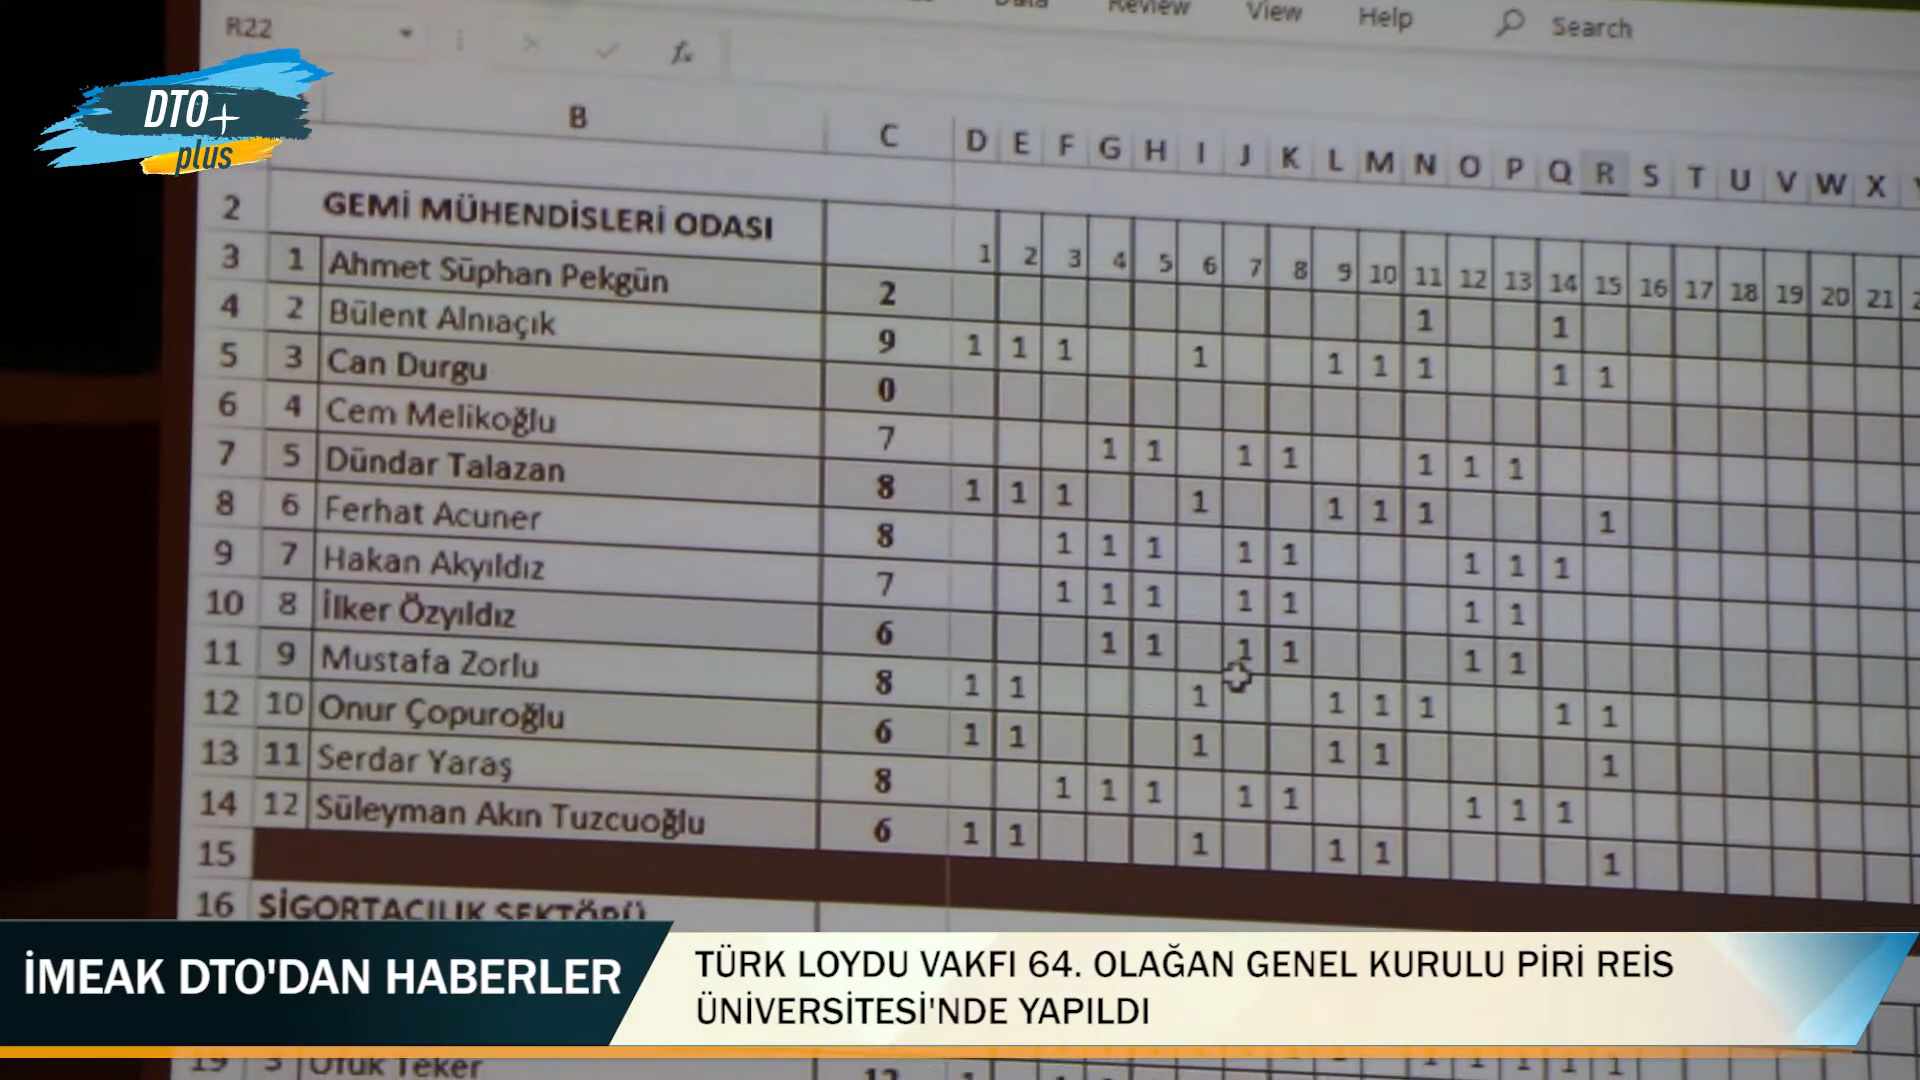 Data Review View Help Search
R22 fx
DTO+
plus
B C D E F G H I J K L M N O P Q R S T U V W X
2 GEMİ MÜHENDİSLERİ ODASI 1 2 3 4 5 6 7 8 9 10 11 12 13 14 15 16 17 18 19 20 21
3 1 Ahmet Süphan Pekgün 2 1 1
4 2 Bülent Alnıaçık 9 1 1 1 1 1 1 1 1 1
5 3 Can Durgu 0
6 4 Cem Melikoğlu 7 1 1 1 1 1 1 1
7 5 Dündar Talazan 8 1 1 1 1 1 1 1 1
8 6 Ferhat Acuner 8 1 1 1 1 1 1 1 1
9 7 Hakan Akyıldız 7 1 1 1 1 1 1 1
10 8 İlker Özyıldız 6 1 1 1 1 1 1
11 9 Mustafa Zorlu 8 1 1 1 1 1 1 1 1
12 10 Onur Çopuroğlu 6 1 1 1 1 1 1
13 11 Serdar Yaraş 8 1 1 1 1 1 1 1 1
14 12 Süleyman Akın Tuzcuoğlu 6 1 1 1 1 1 1
15
16 SİGORTACILIK SEKTÖRÜ
İMEAK DTO'DAN HABERLER
TÜRK LOYDU VAKFI 64. OLAĞAN GENEL KURULU PİRİ REİS
ÜNİVERSİTESİ'NDE YAPILDI
19 3 Ufuk Teker 12